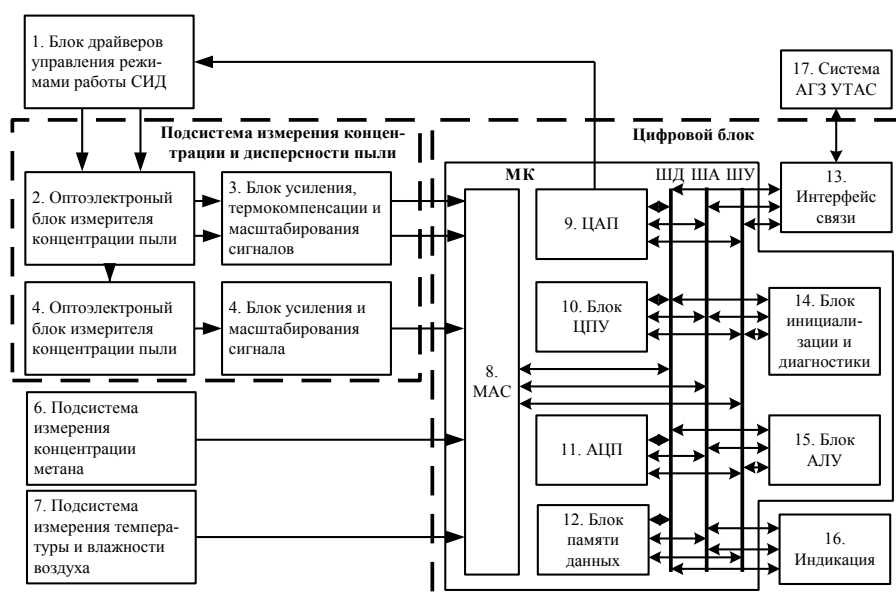 1. Блок драйверов
управления режи-
мами работы СИД
17. Система
АГЗ УТАС
Подсистема измерения концен-
трации и дисперсности пыли
Цифровой блок
2. Оптоэлектроный
блок измерителя
концентрации пыли
3. Блок усиления,
термокомпенсации и
масштабирования
сигналов
4. Оптоэлектроный
блок измерителя
концентрации пыли
4. Блок усиления и
масштабирования
сигнала
6. Подсистема
измерения
концентрации
метана
7. Подсистема
измерения темпера-
туры и влажности
воздуха
МК
ШД ША ШУ
8.
МАС
9. ЦАП
10. Блок
ЦПУ
11. АЦП
12. Блок
памяти
данных
13.
Интерфейс
связи
14. Блок
инициали-
зации и
диагностики
15. Блок
АЛУ
16.
Индикация